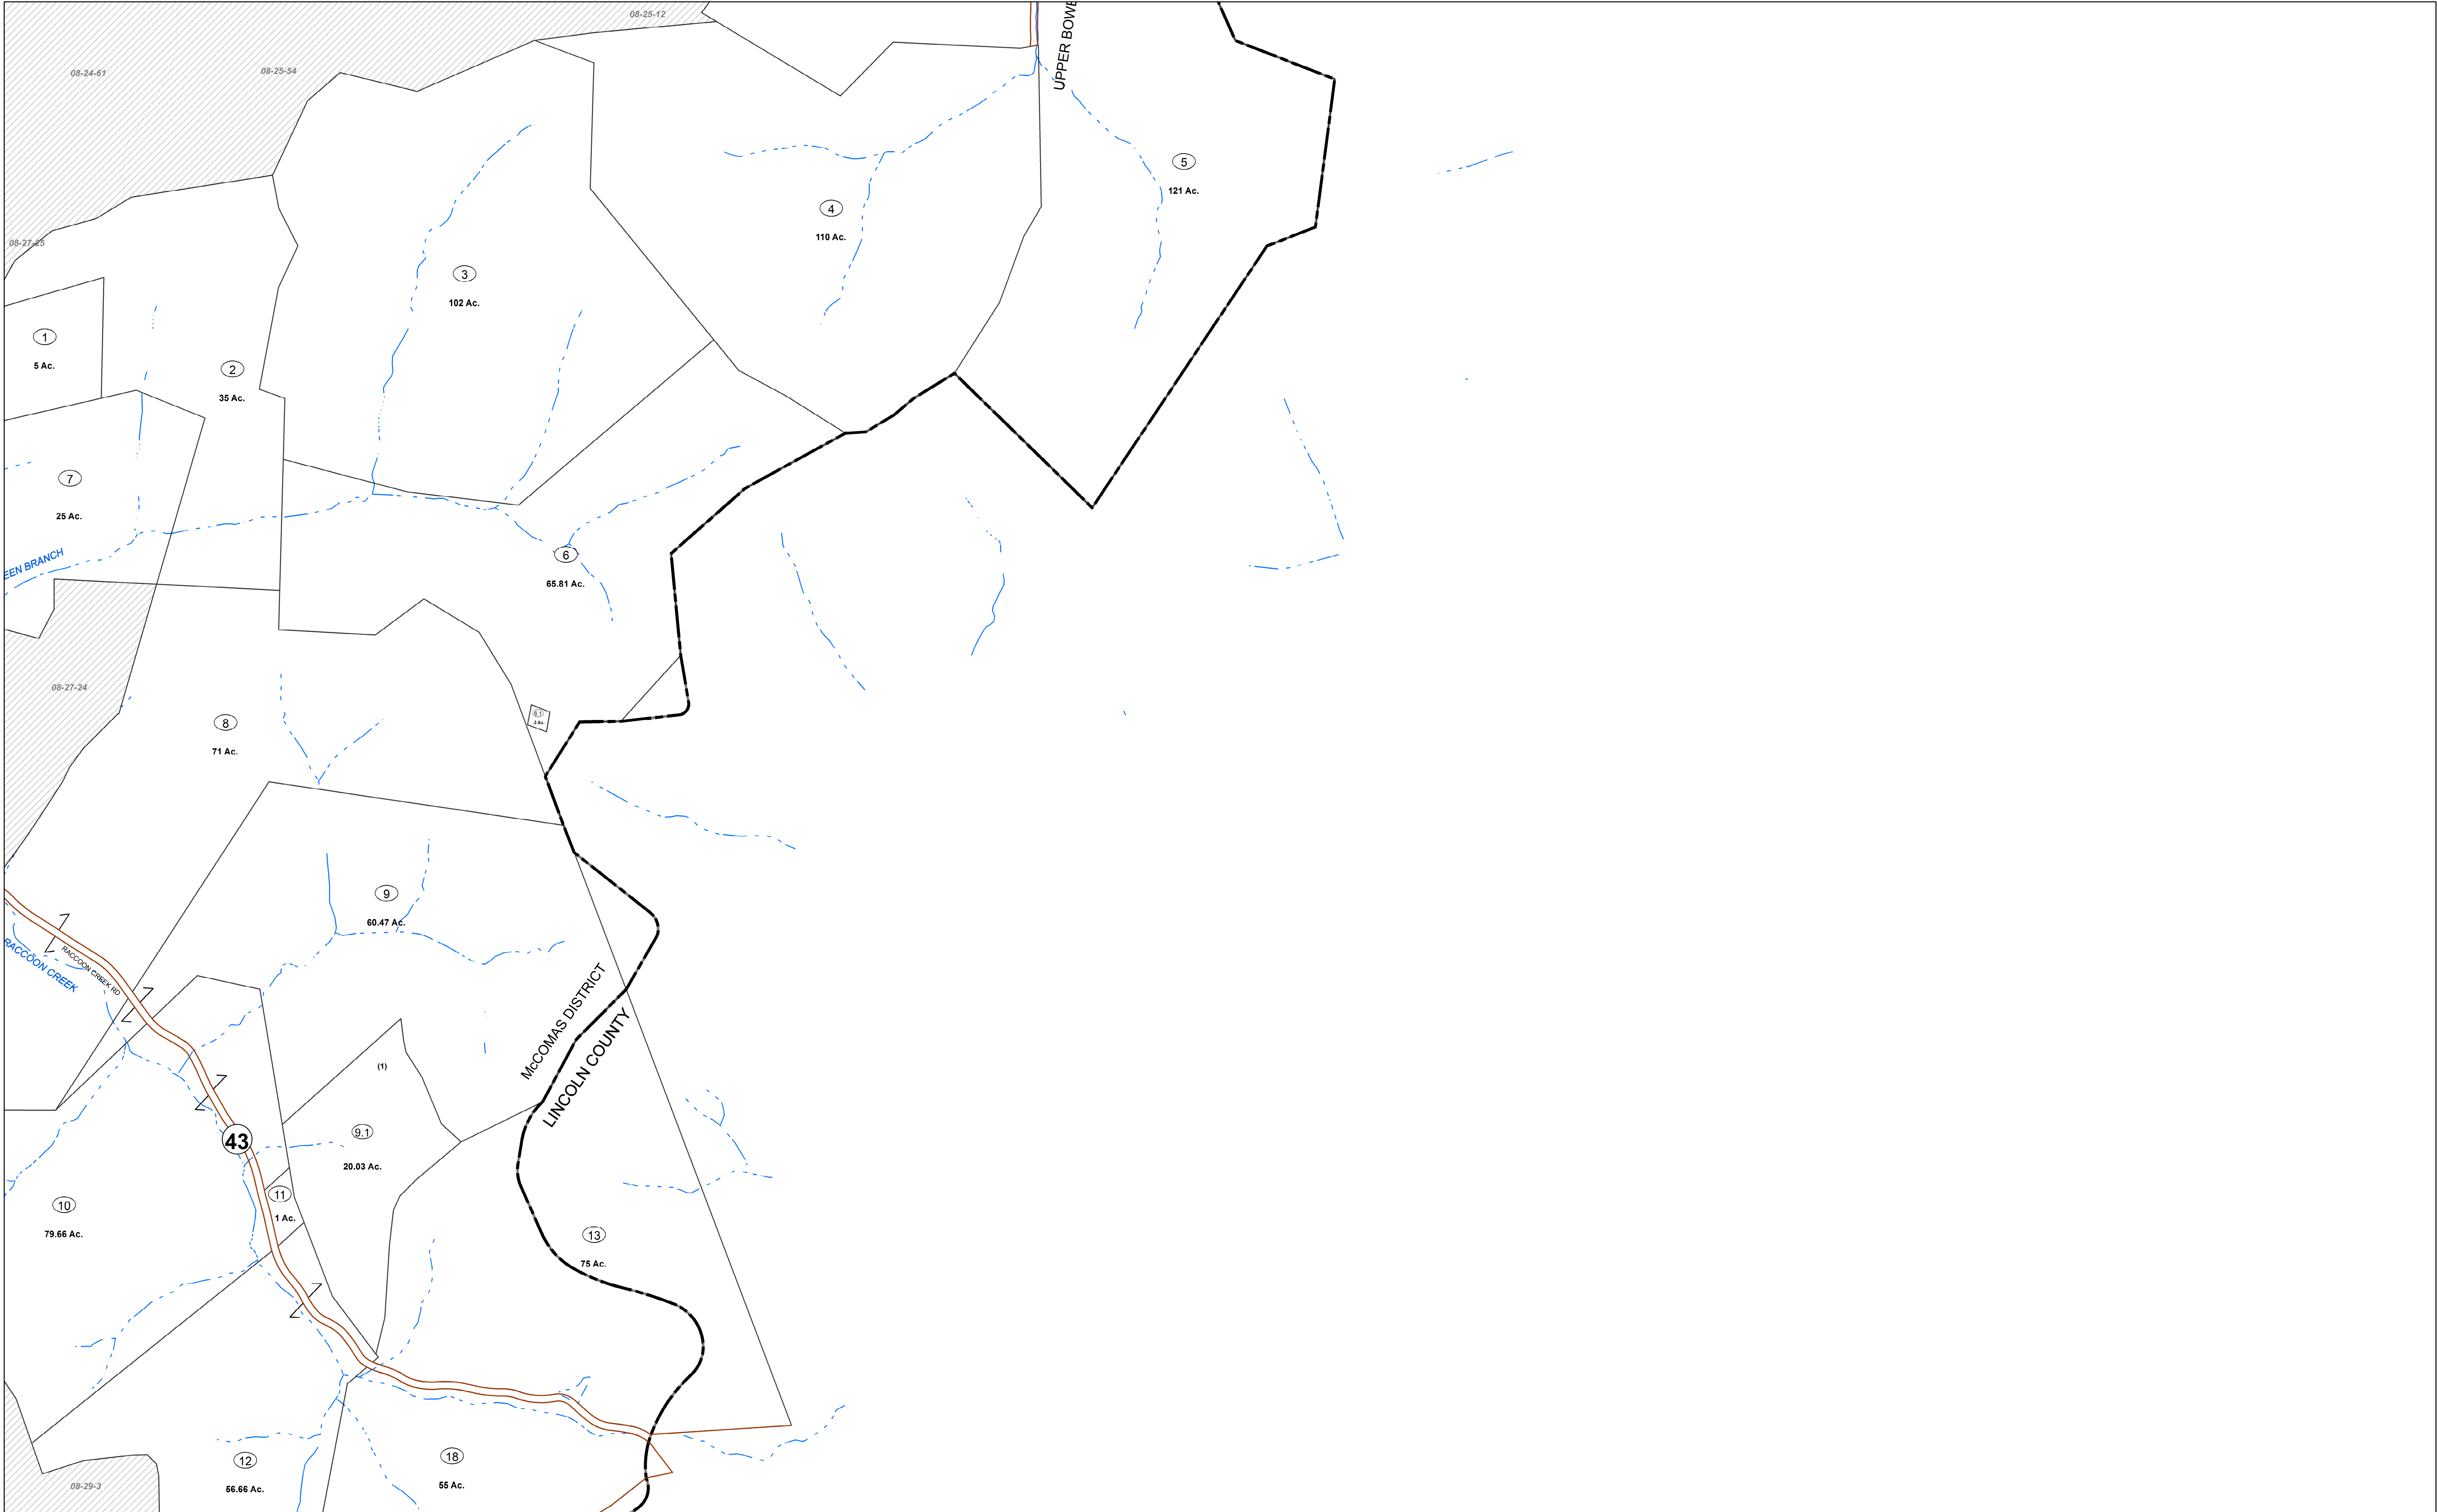 08-25-12
UPPER BOWE
08-24-61
08-25-54
5
121 Ac.
4
110 Ac.
08-27-25
3
102 Ac.
1
5 Ac.
2
35 Ac.
7
25 Ac.
EEN BRANCH
6
65.81 Ac.
08-27-24
8
71 Ac.
9
60.47 Ac.
RACCOON CREEK
RACCOON CREEK RD
McCOMAS DISTRICT
LINCOLN COUNTY
(1)
9.1
20.03 Ac.
43
11
1 Ac.
10
79.66 Ac.
13
75 Ac.
12
56.66 Ac.
18
55 Ac.
08-29-3